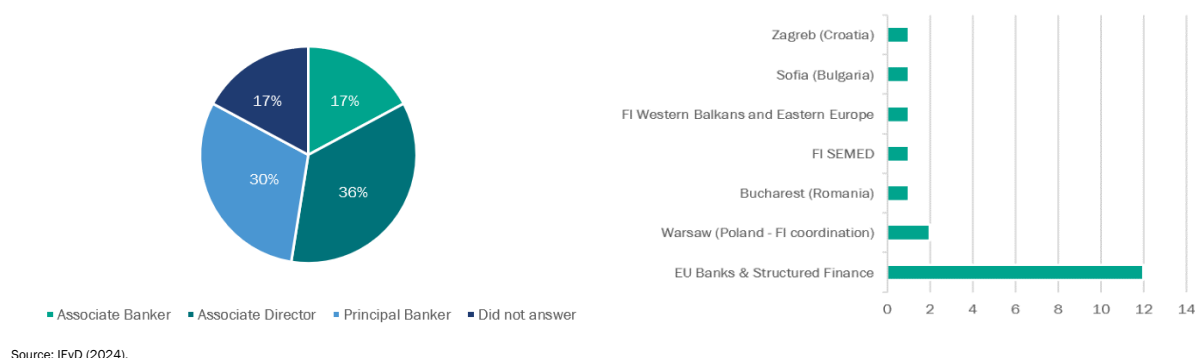 17%
17%
30%
36%
Associate Banker Associate Director Principal Banker Did not answer
Zagreb (Croatia)
Sofia (Bulgaria)
FI Western Balkans and Eastern Europe
FI SEMED
Bucharest (Romania)
Warsaw (Poland - FI coordination)
EU Banks & Structured Finance
0 2 4 6 8 10 12 14
Source: IEvD (2024).